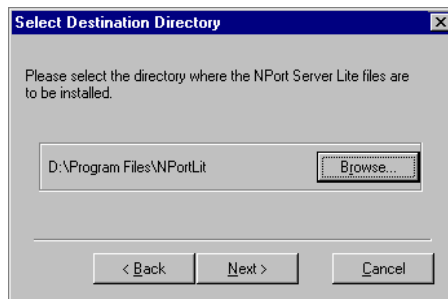 Select Destination Directory
Please select the directory where the NPort Server Lite files are
to be installed.
D:\Program Files\NPortLit
Browse...
< Back
Next >
Cancel